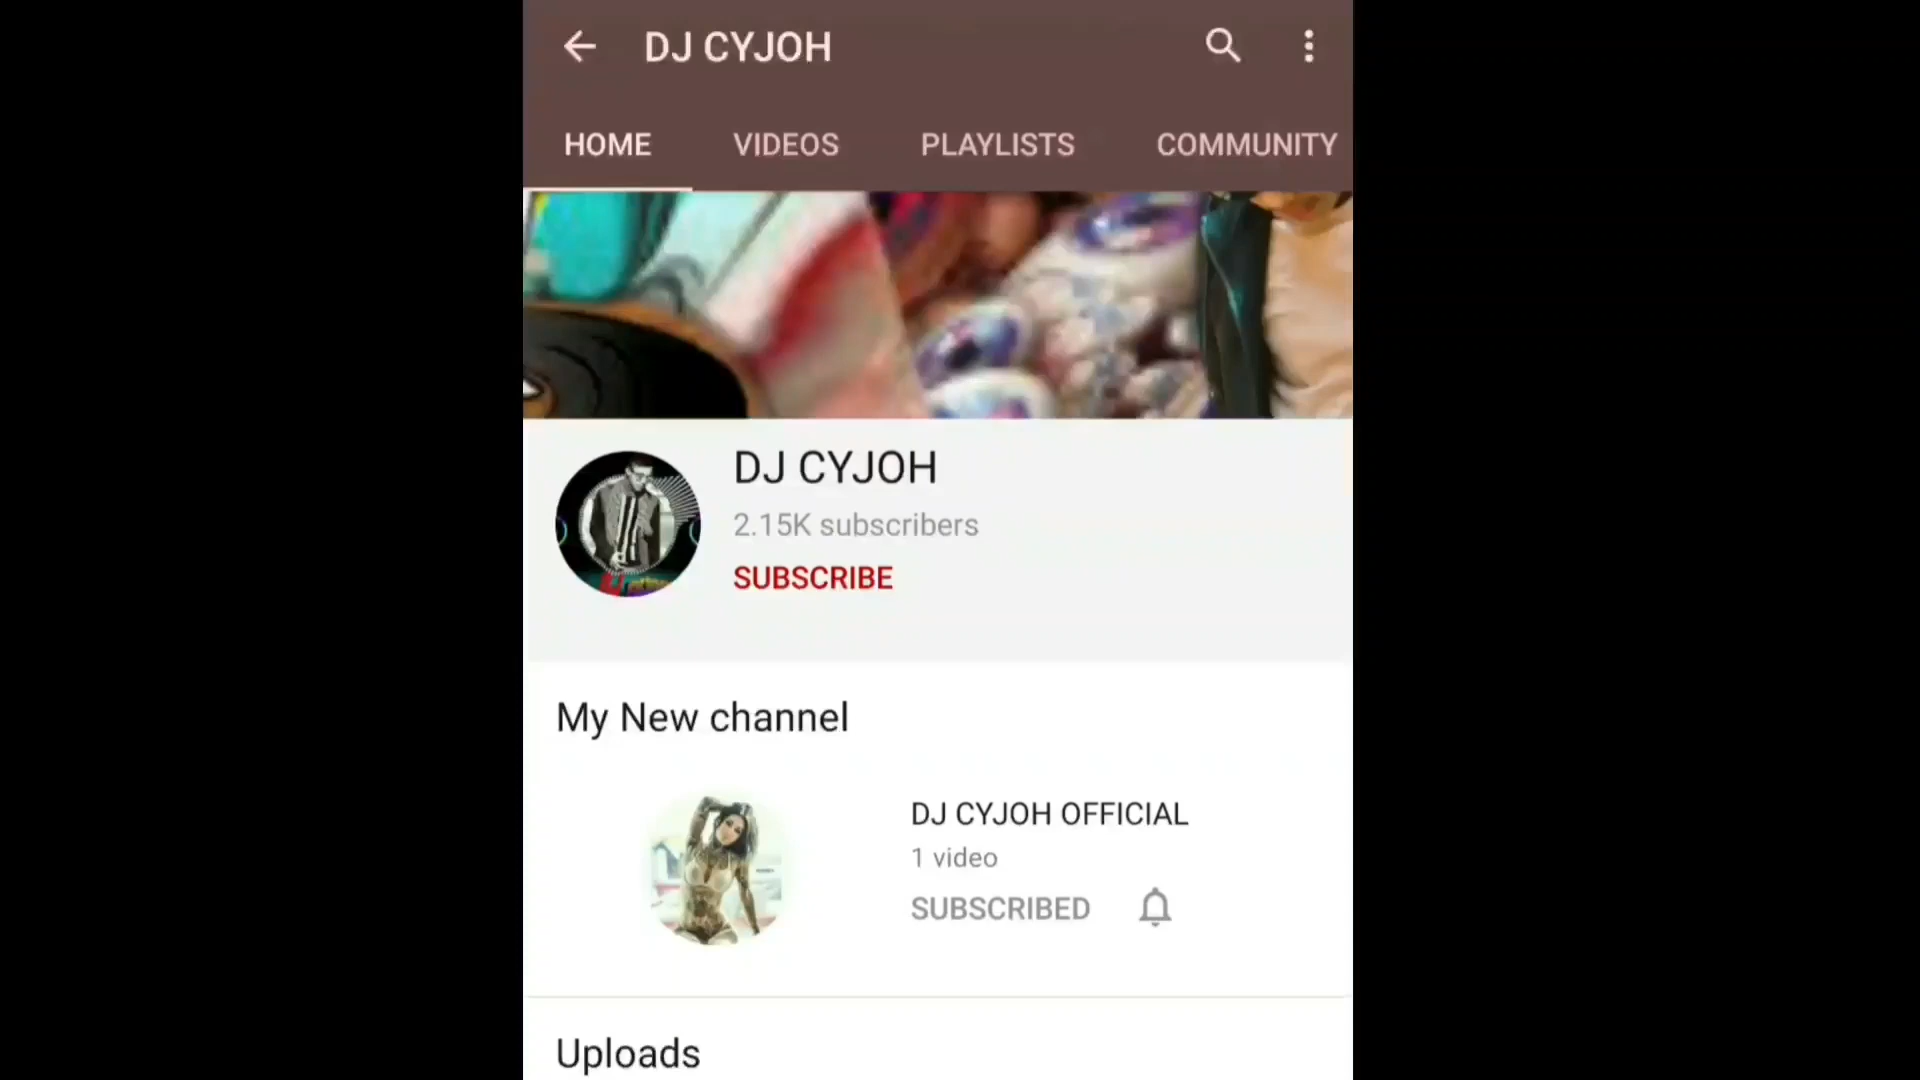 DJ CYJOH
HOME VIDEOS PLAYLISTS COMMUNITY
DJ CYJOH
2.15K subscribers
SUBSCRIBE
My New channel
DJ CYJOH OFFICIAL
1 video
SUBSCRIBED
Uploads